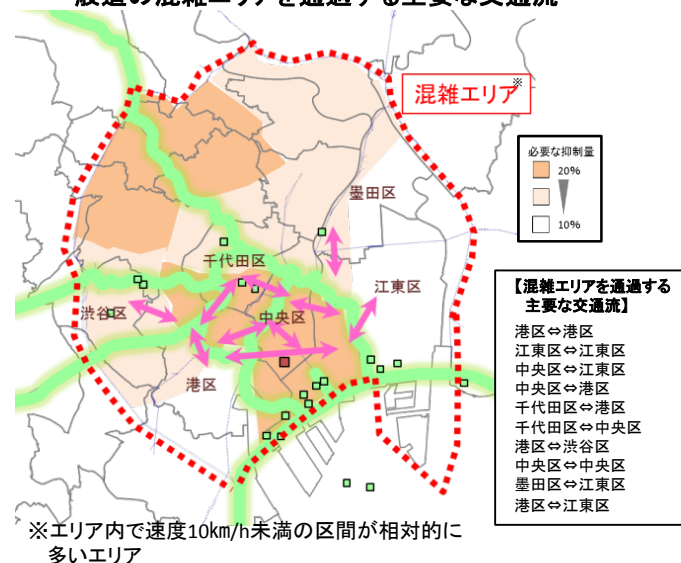 般道の混雑エリアを通過する主要な交通流
混雑エリア※
必要な抑制量
20%
10%
墨田区
千代田区
江東区
渋谷区
中央区
港区
【混雑エリアを通過する
主要な交通流】
港区⇔港区
江東区⇔江東区
中央区⇔江東区
中央区⇔港区
千代田区⇔港区
千代田区⇔中央区
港区⇔渋谷区
中央区⇔中央区
墨田区⇔江東区
港区⇔江東区
※エリア内で速度10km/h未満の区間が相対的に
多いエリア